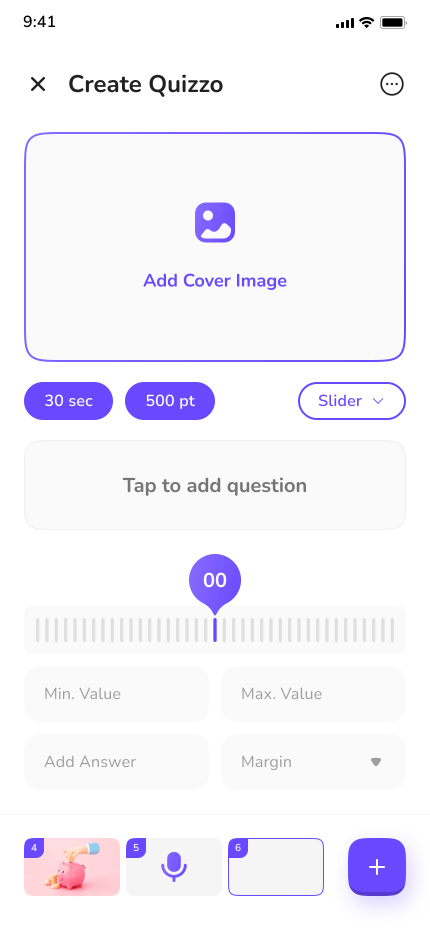 9:41
Create Quizzo
Add Cover Image
30 sec
500 pt
Slider
Tap to add question
00
Min. Value
Max. Value
Add Answer
Margin
4
5
6